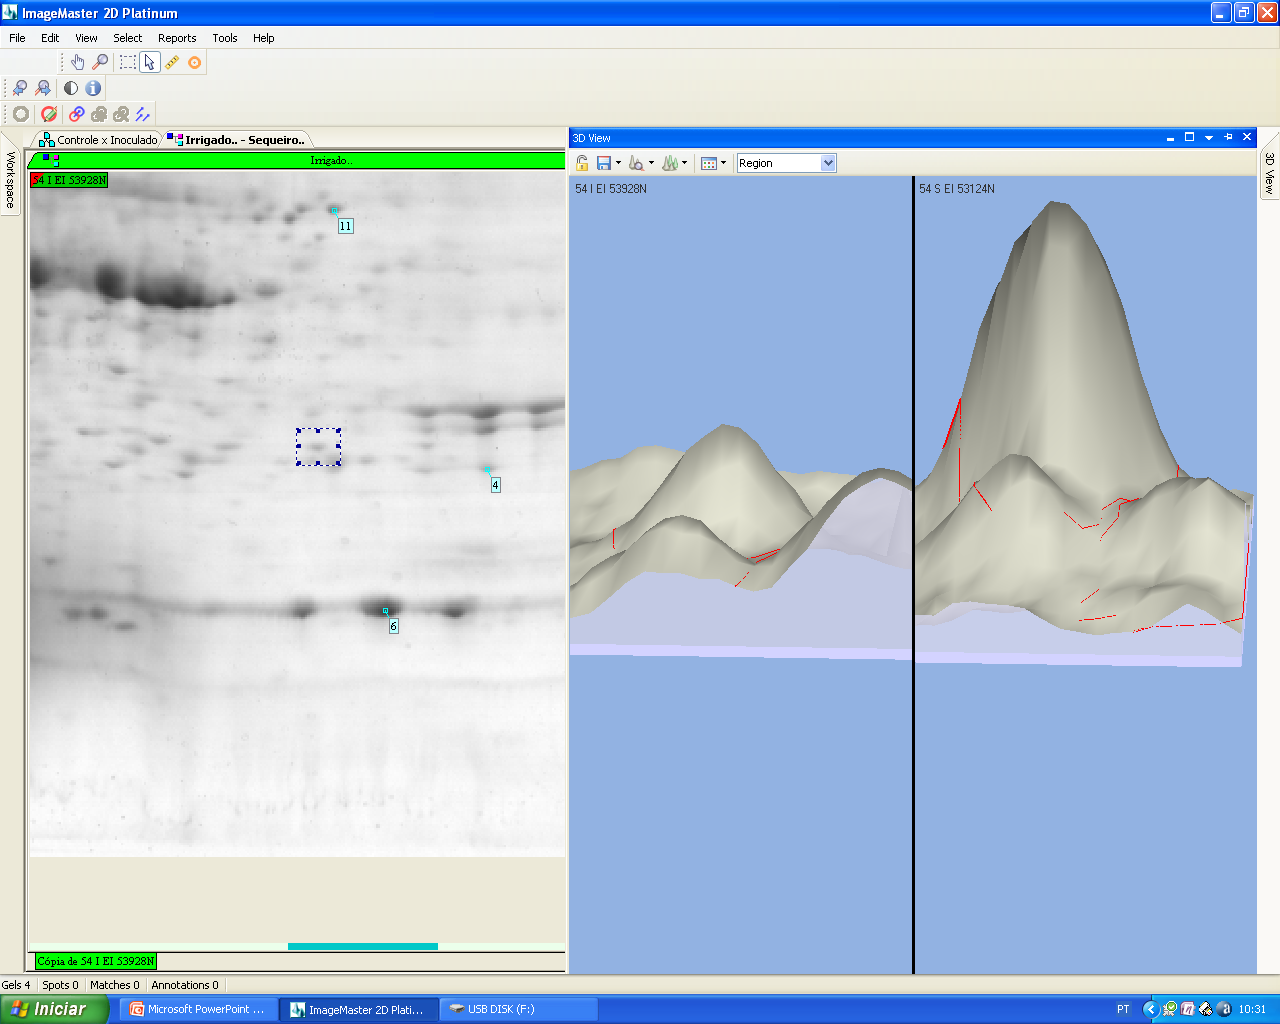 ImageMaster 2D Platinum
File Edit View Select Reports Tools Help
Controle x Inoculado
Irrigado.. - Sequeiro..
3D View
Workspace
Irrigado..
54 I EI 53928N
11
4
6
Region
54 I EI 53928N
54 S EI 53124N
3D View
Cópia de 54 I EI 53928N
Gels 4 Spots 0 Matches 0 Annotations 0
Iniciar
Microsoft PowerPoint ...
ImageMaster 2D Plati...
USB DISK (F:)
PT
10:31